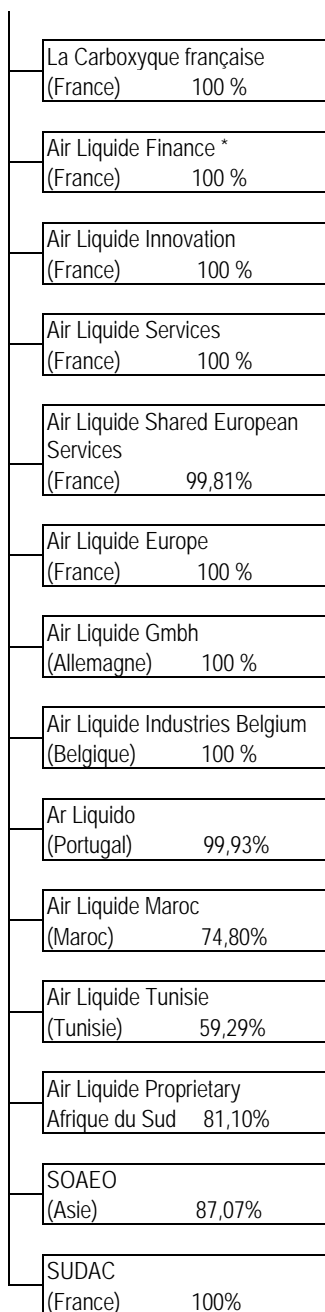 La Carboxyque française
(France) 100 %
Air Liquide Finance *
(France) 100 %
Air Liquide Innovation
(France) 100 %
Air Liquide Services
(France) 100 %
Air Liquide Shared European
Services
(France) 99,81%
Air Liquide Europe
(France) 100 %
Air Liquide Gmbh
(Allemagne) 100 %
Air Liquide Industries Belgium
(Belgique) 100 %
Ar Liquido
(Portugal) 99,93%
Air Liquide Maroc
(Maroc) 74,80%
Air Liquide Tunisie
(Tunisie) 59,29%
Air Liquide Proprietary
Afrique du Sud 81,10%
SOAEO
(Asie) 87,07%
SUDAC
(France) 100%